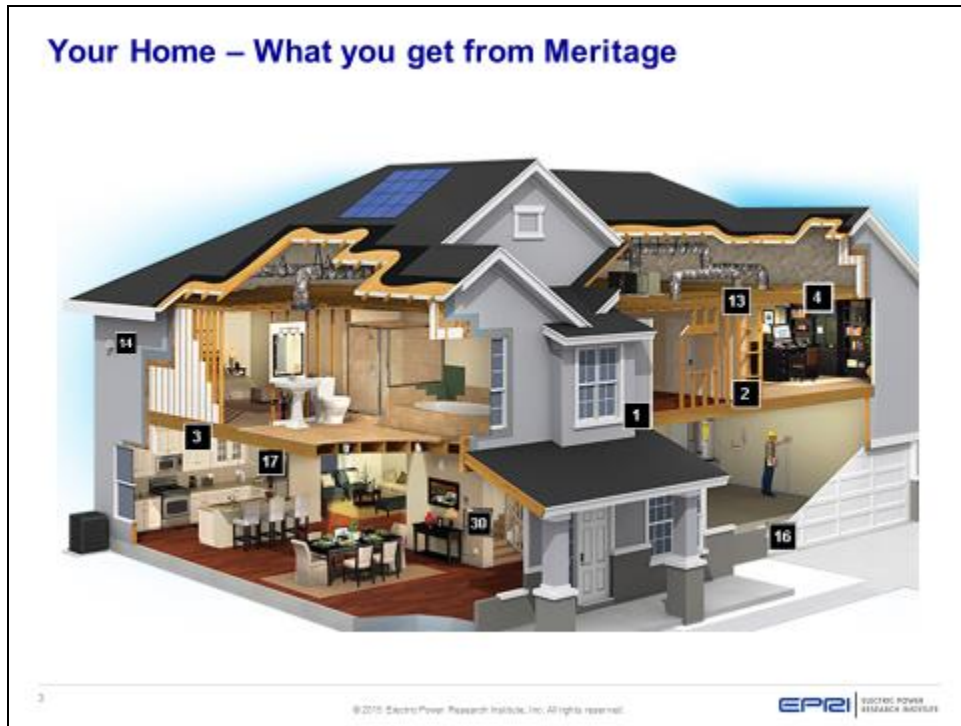 Your Home – What you get from Meritage
13
4
14
1
2
3
17
30
16
3
© 2015 Electric Power Research Institute, Inc. All rights reserved.
EPRI
ELECTRIC POWER
RESEARCH INSTITUTE